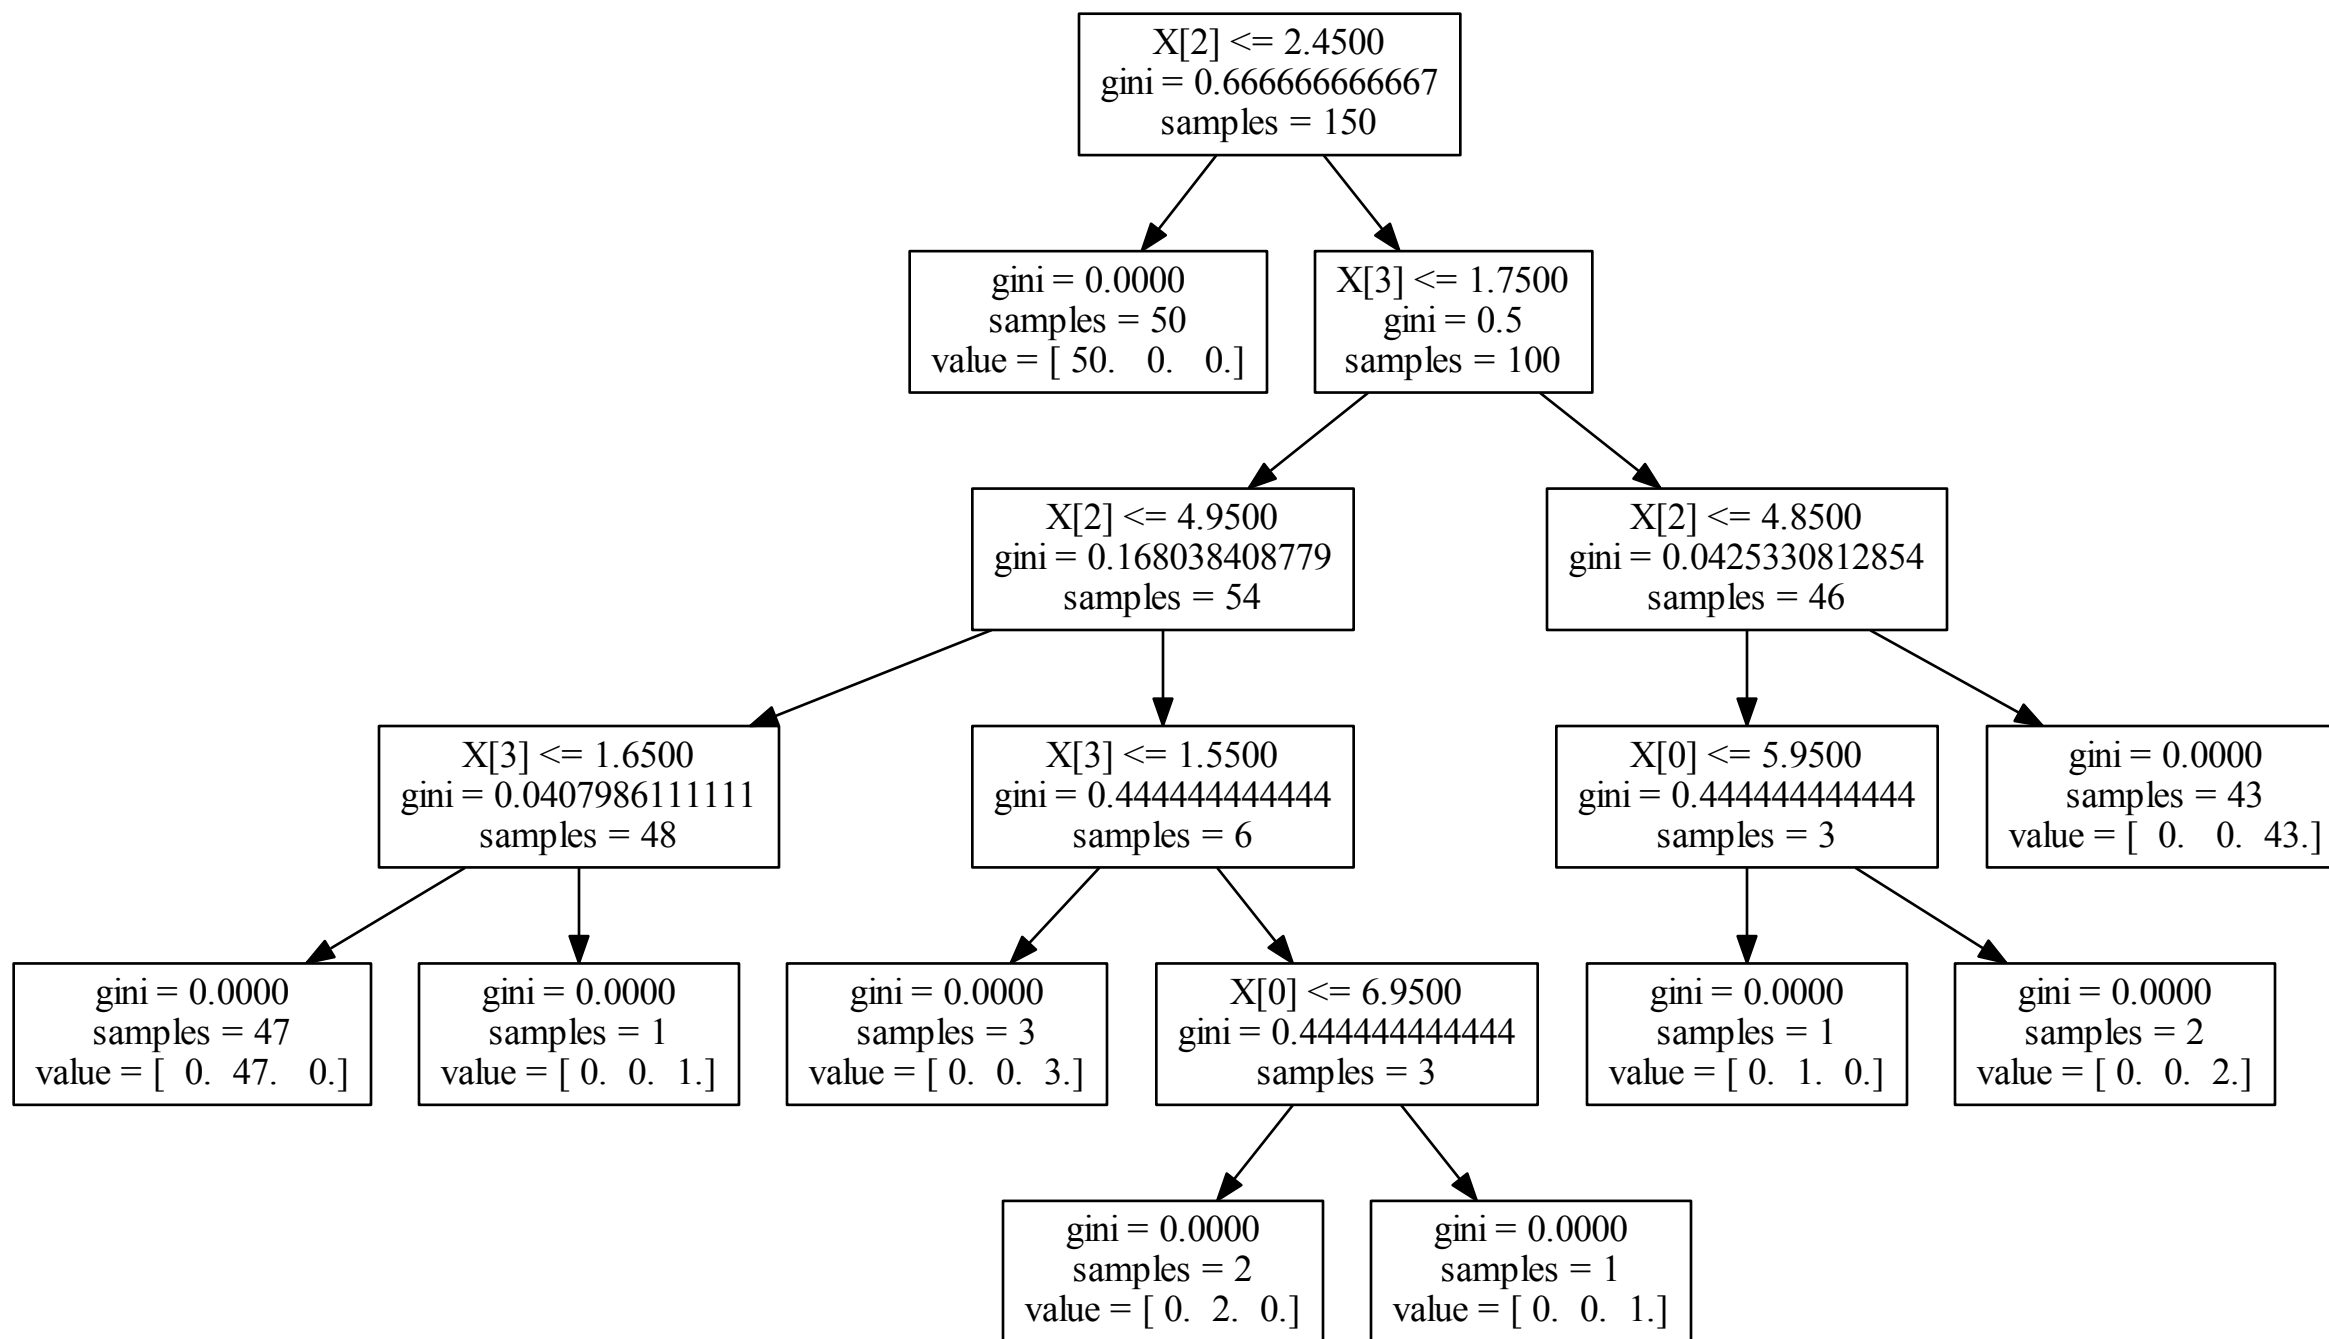 X[2] <= 2.4500
gini = 0.666666666667
samples = 150
gini = 0.0000
samples = 50
value = [ 50.   0.   0.]
X[3] <= 1.7500
gini = 0.5
samples = 100
X[2] <= 4.9500
gini = 0.168038408779
samples = 54
X[2] <= 4.8500
gini = 0.0425330812854
samples = 46
X[3] <= 1.6500
gini = 0.0407986111111
samples = 48
X[3] <= 1.5500
gini = 0.444444444444
samples = 6
X[0] <= 5.9500
gini = 0.444444444444
samples = 3
gini = 0.0000
samples = 43
value = [  0.   0.  43.]
gini = 0.0000
samples = 47
value = [  0.  47.   0.]
gini = 0.0000
samples = 1
value = [ 0.  0.  1.]
gini = 0.0000
samples = 3
value = [ 0.  0.  3.]
X[0] <= 6.9500
gini = 0.444444444444
samples = 3
gini = 0.0000
samples = 1
value = [ 0.  1.  0.]
gini = 0.0000
samples = 2
value = [ 0.  0.  2.]
gini = 0.0000
samples = 2
value = [ 0.  2.  0.]
gini = 0.0000
samples = 1
value = [ 0.  0.  1.]